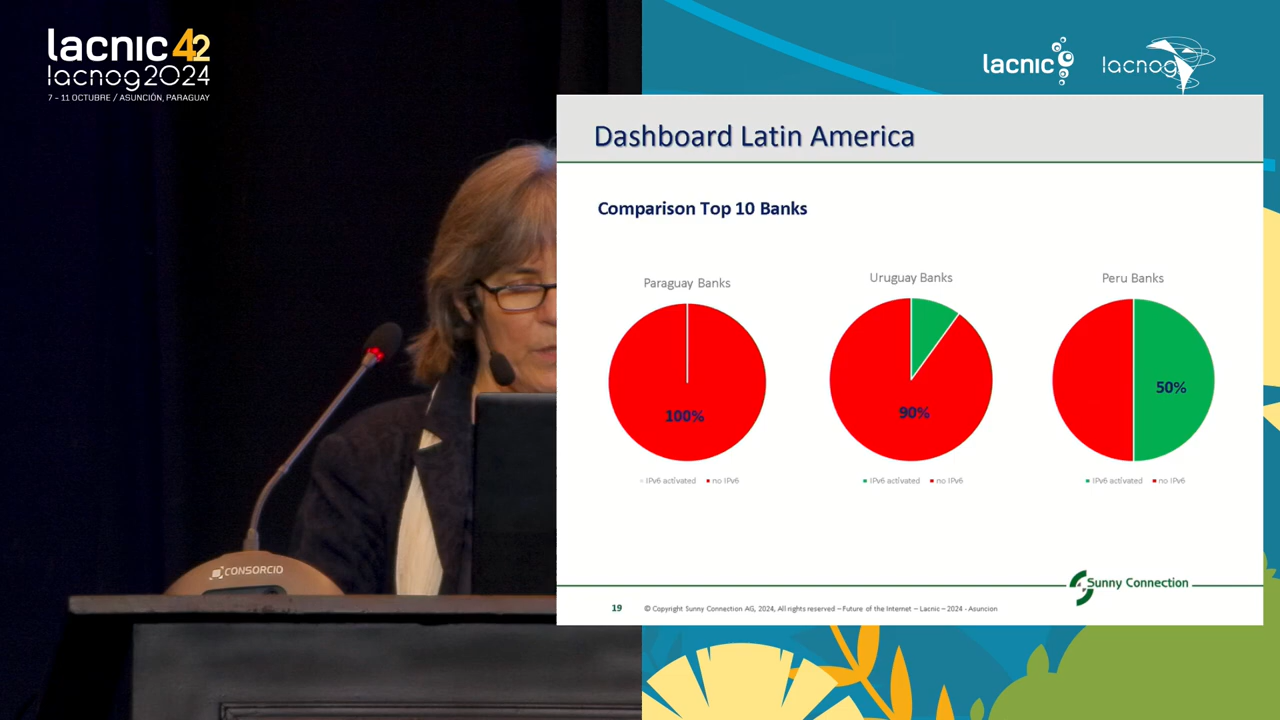 lacnic 42
lacnog2024
7 - 11 OCTUBRE / ASUNCIÓN, PARAGUAY
lacnic
lacnog
Dashboard Latin America
Comparison Top 10 Banks
Paraguay Banks
Uruguay Banks
Peru Banks
100%
90%
50%
IPv6 activated
no IPv6
IPv6 activated
no IPv6
IPv6 activated
no IPv6
CONSORCIO
Sunny Connection
19
© Copyright Sunny Connection AG, 2024, All rights reserved – Future of the Internet – Lacnic – 2024 - Asuncion